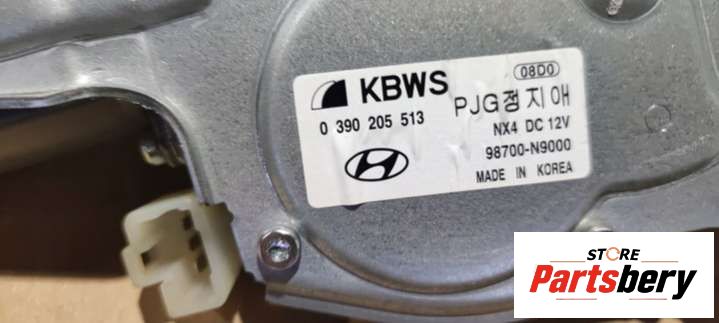 KBWS
08D0
0 390 205 513
PJG정지애
NX4 DC 12V
98700-N9000
MADE IN KOREA
STORE
Partsbery